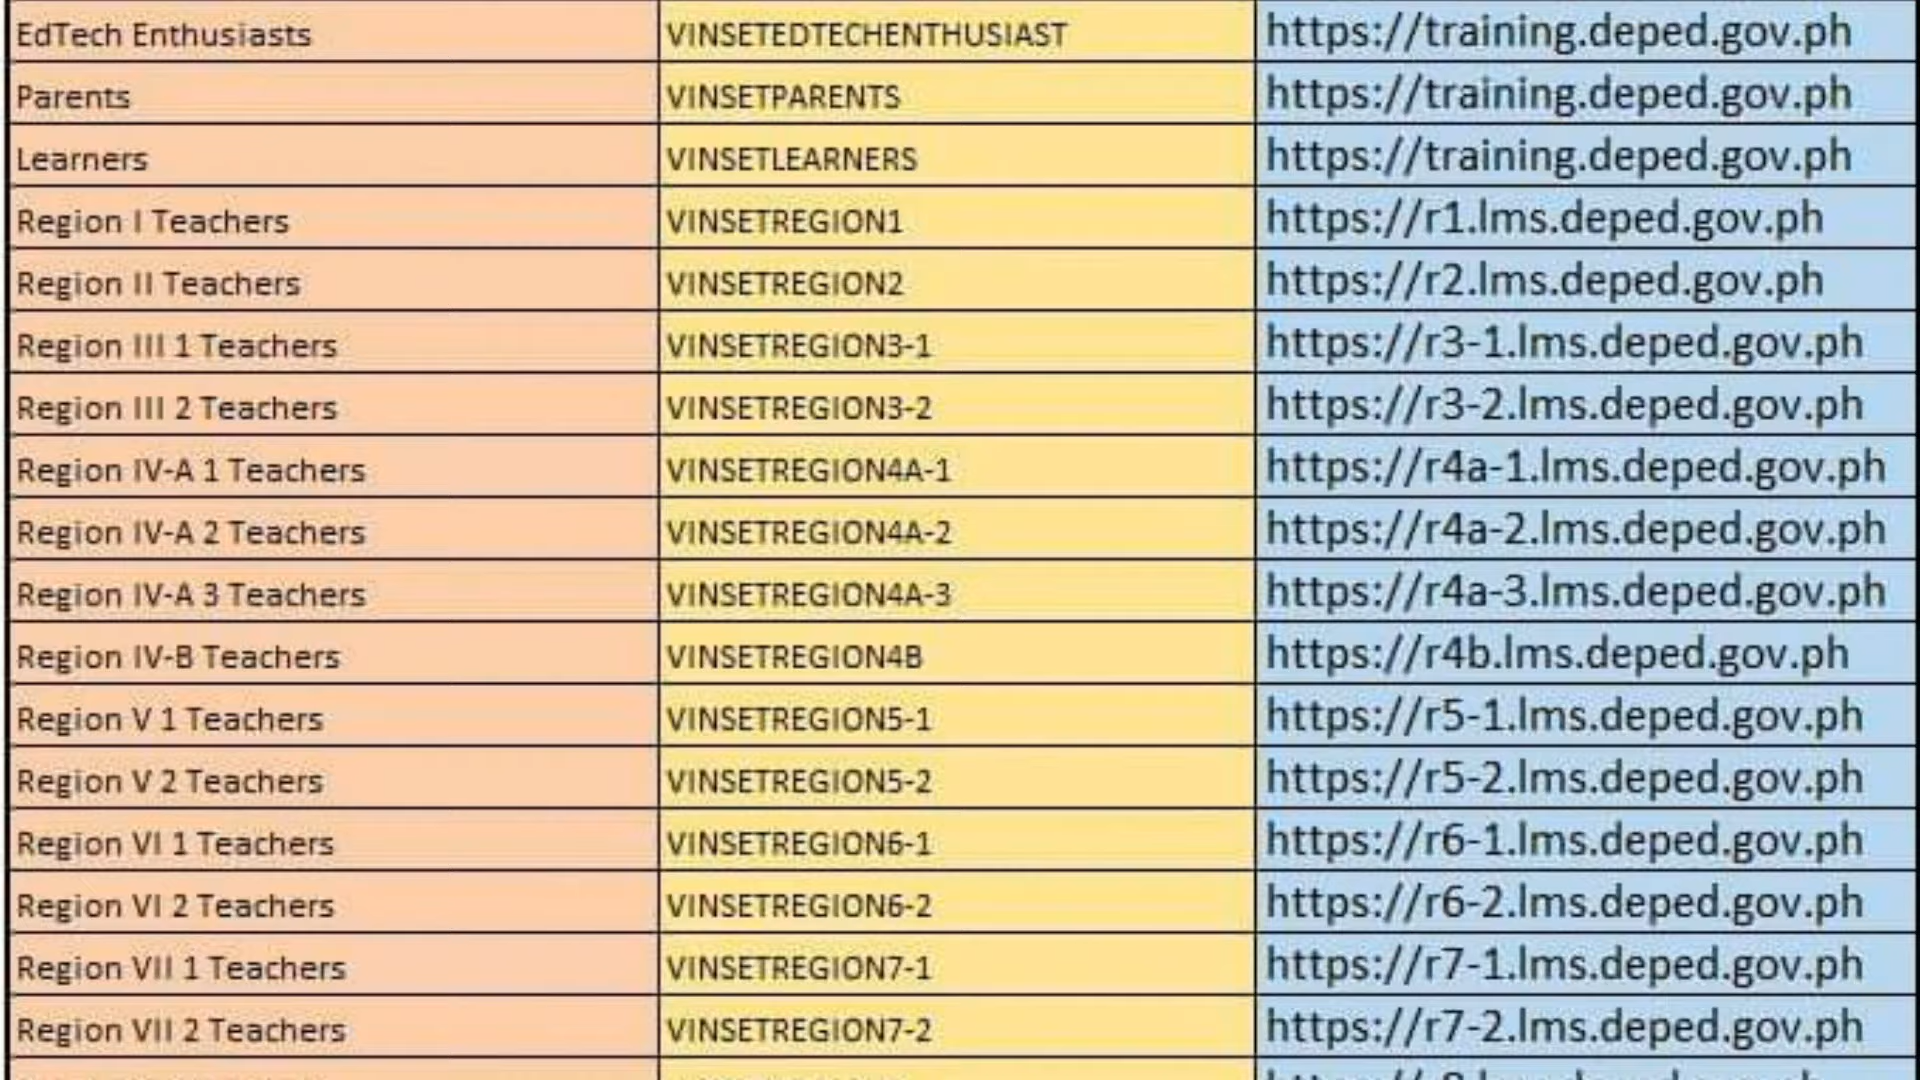 EdTech Enthusiasts VINSETEDTECHENTHUSIAST https://training.deped.gov.ph
Parents VINSETPARENTS https://training.deped.gov.ph
Learners VINSETLEARNERS https://training.deped.gov.ph
Region I Teachers VINSETREGION1 https://r1.lms.deped.gov.ph
Region II Teachers VINSETREGION2 https://r2.lms.deped.gov.ph
Region III 1 Teachers VINSETREGION3-1 https://r3-1.lms.deped.gov.ph
Region III 2 Teachers VINSETREGION3-2 https://r3-2.lms.deped.gov.ph
Region IV-A 1 Teachers VINSETREGION4A-1 https://r4a-1.lms.deped.gov.ph
Region IV-A 2 Teachers VINSETREGION4A-2 https://r4a-2.lms.deped.gov.ph
Region IV-A 3 Teachers VINSETREGION4A-3 https://r4a-3.lms.deped.gov.ph
Region IV-B Teachers VINSETREGION4B https://r4b.lms.deped.gov.ph
Region V 1 Teachers VINSETREGION5-1 https://r5-1.lms.deped.gov.ph
Region V 2 Teachers VINSETREGION5-2 https://r5-2.lms.deped.gov.ph
Region VI 1 Teachers VINSETREGION6-1 https://r6-1.lms.deped.gov.ph
Region VI 2 Teachers VINSETREGION6-2 https://r6-2.lms.deped.gov.ph
Region VII 1 Teachers VINSETREGION7-1 https://r7-1.lms.deped.gov.ph
Region VII 2 Teachers VINSETREGION7-2 https://r7-2.lms.deped.gov.ph